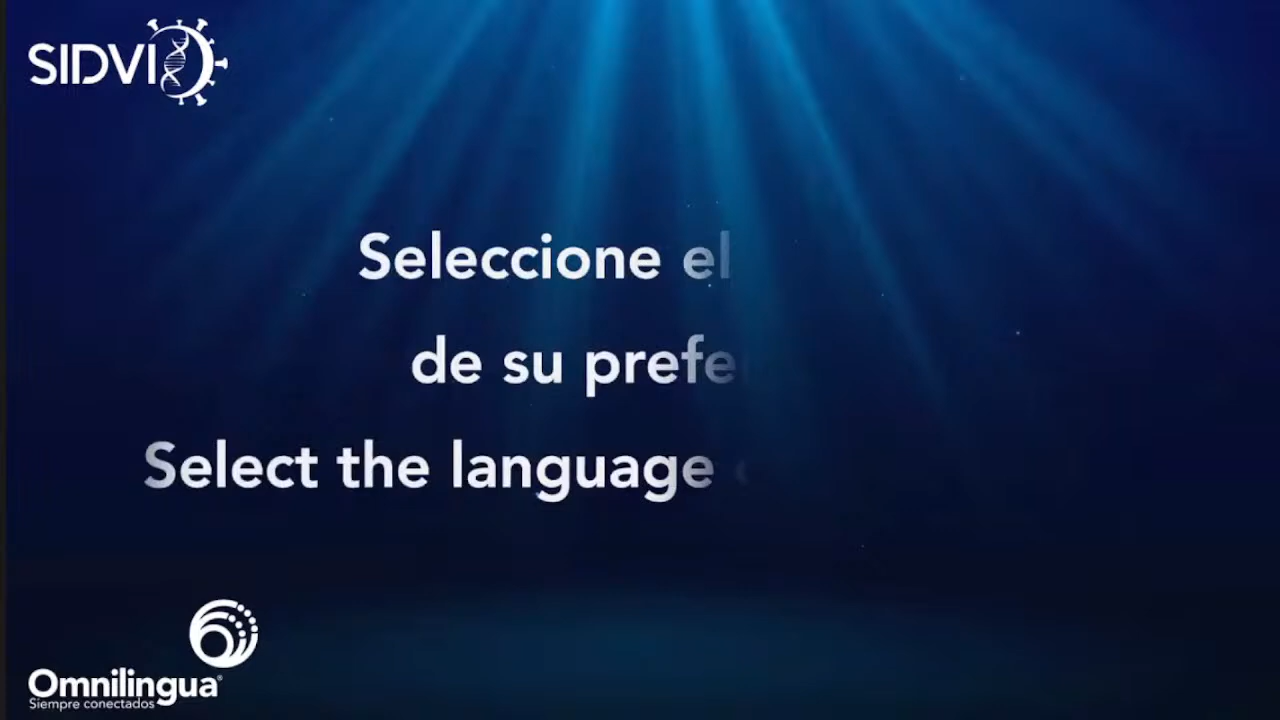 SIDVI
Seleccione el
de su prefe
Select the language
Omnilingua®
Siempre conectados